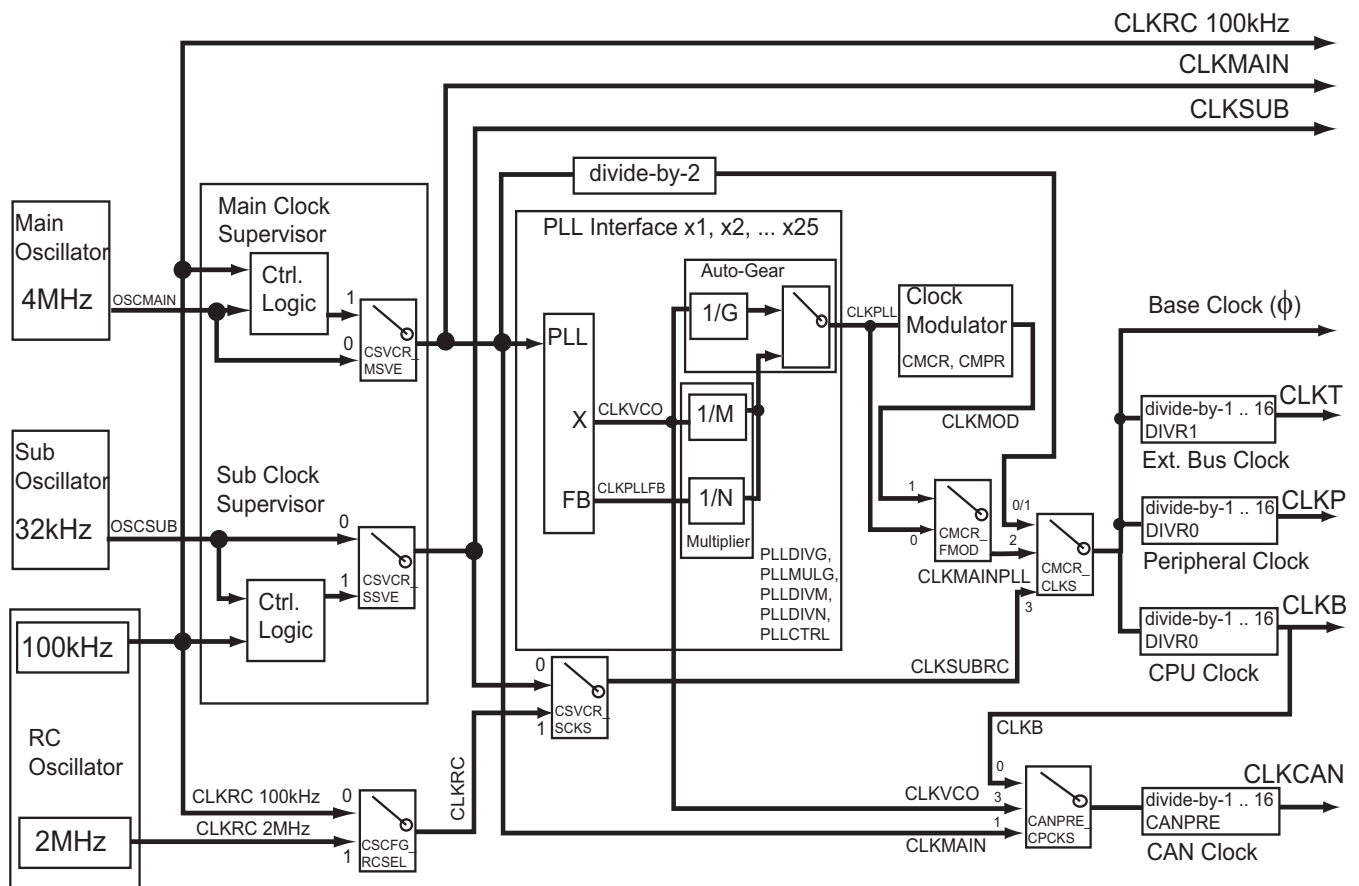 CLKRC 100kHz
CLKMAIN
CLKSUB
divide-by-2
Main
Oscillator
4MHz
OSCMAIN
Main Clock
Supervisor
Ctrl.
Logic
1
0
CSVCR_
MSVE
PLL Interface x1, x2, ... x25
Auto-Gear
1/G
PLL
X
FB
CLKVCO
CLKPLLFB
1/M
1/N
Multiplier
PLLDIVG,
PLLMULG,
PLLDIVM,
PLLDIVN,
PLLCTRL
CLKPLL
Clock
Modulator
CMCR, CMPR
CLKMOD
1
0
CMCR_
FMOD
CLKMAINPLL
0/1
2
3
CMCR_
CLKS
Base Clock (ϕ)
divide-by-1 .. 16
DIVR1
CLKT
Ext. Bus Clock
divide-by-1 .. 16
DIVR0
CLKP
Peripheral Clock
divide-by-1 .. 16
DIVR0
CLKB
CPU Clock
Sub
Oscillator
32kHz
OSCSUB
Sub Clock
Supervisor
0
1
CSVCR_
SSVE
Ctrl.
Logic
100kHz
RC
Oscillator
2MHz
CLKRC 100kHz
CLKRC 2MHz
0
1
CSCFG_
RCSEL
CLKRC
0
1
CSVCR_
SCKS
CLKSUBRC
CLKB
CLKVCO
CLKMAIN
0
3
1
CANPRE_
CPCKS
divide-by-1 .. 16
CANPRE
CLKCAN
CAN Clock